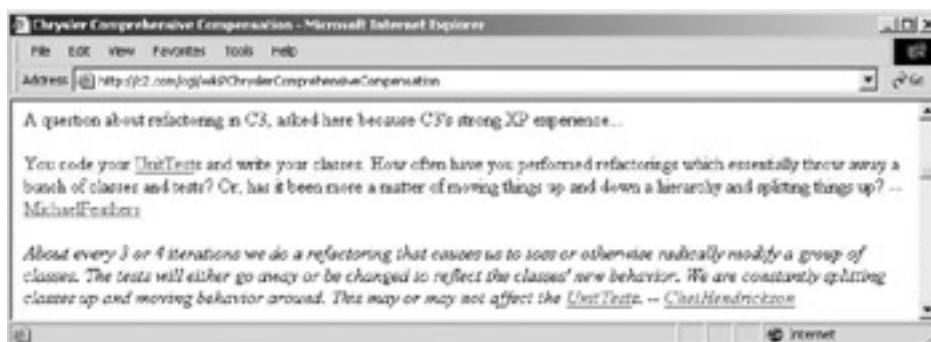 Chrysler Comprehensive Compensation - Microsoft Internet Explorer
File Edit View Favorites Tools Help
Address http://c2.com/cgi/wiki?ChryslerComprehensiveCompensation Go
A question about refactoring in C3, asked here because C3's strong XP experience...
You code your UnitTests and write your classes. How often have you performed refactorings which essentially throw away a
bunch of classes and tests? Or, has it been more a matter of moving things up and down a hierarchy and splitting things up? --
MichaelFeathers
About every 3 or 4 iterations we do a refactoring that causes us to toss or otherwise radically modify a group of
classes. The tests will either go away or be changed to reflect the classes' new behavior. We are constantly splitting
classes up and moving behavior around. This may or may not affect the UnitTests. -- ChetHendrickson
Internet